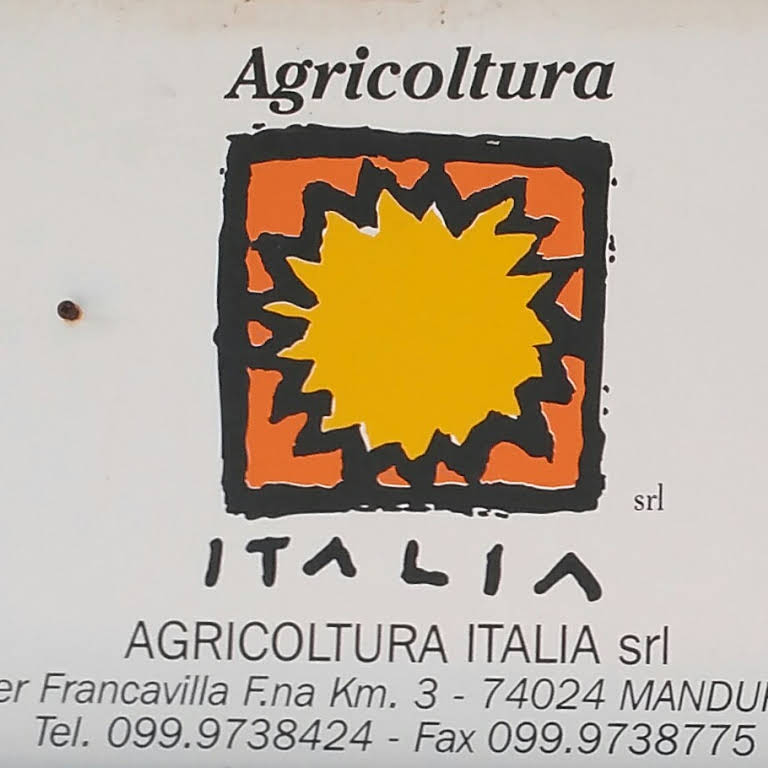 Agricoltura
srl
ITALIA
AGRICOLTURA ITALIA srl
Francavilla F.na Km. 3 - 74024
Tel. 099.9738424 - Fax 099.9738775